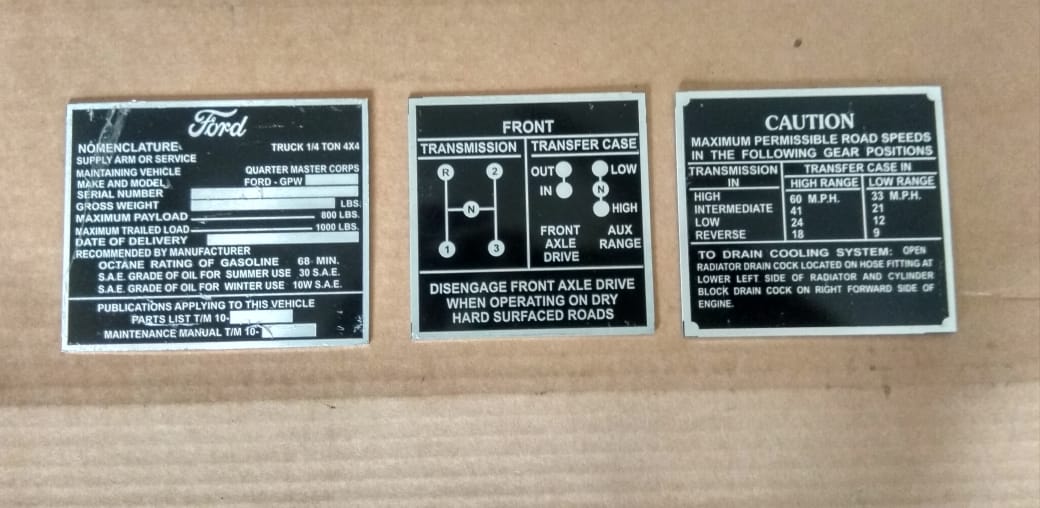 Ford
NOMENCLATURE TRUCK 1/4 TON 4X4
SUPPLY ARM OR SERVICE
MAINTAINING VEHICLE QUARTER MASTER CORPS
MAKE AND MODEL FORD - GPW
SERIAL NUMBER
GROSS WEIGHT LBS.
MAXIMUM PAYLOAD 800 LBS.
MAXIMUM TRAILED LOAD 1000 LBS.
DATE OF DELIVERY
RECOMMENDED BY MANUFACTURER
OCTANE RATING OF GASOLINE 68 MIN.
S.A.E. GRADE OF OIL FOR SUMMER USE 30 S.A.E.
S.A.E. GRADE OF OIL FOR WINTER USE 10W S.A.E.
PUBLICATIONS APPLYING TO THIS VEHICLE
PARTS LIST T/M 10-
MAINTENANCE MANUAL T/M 10-
FRONT
TRANSMISSION TRANSFER CASE
R 2 OUT LOW
IN N
N HIGH
1 3
FRONT AUX
AXLE RANGE
DRIVE
DISENGAGE FRONT AXLE DRIVE
WHEN OPERATING ON DRY
HARD SURFACED ROADS
CAUTION
MAXIMUM PERMISSIBLE ROAD SPEEDS
IN THE FOLLOWING GEAR POSITIONS
TRANSMISSION TRANSFER CASE IN
IN HIGH RANGE LOW RANGE
HIGH 60 M.P.H. 33 M.P.H.
INTERMEDIATE 41 21
LOW 24 12
REVERSE 18 9
TO DRAIN COOLING SYSTEM: OPEN
RADIATOR DRAIN COCK LOCATED ON HOSE FITTING AT
LOWER LEFT SIDE OF RADIATOR AND CYLINDER
BLOCK DRAIN COCK ON RIGHT FORWARD SIDE OF
ENGINE.